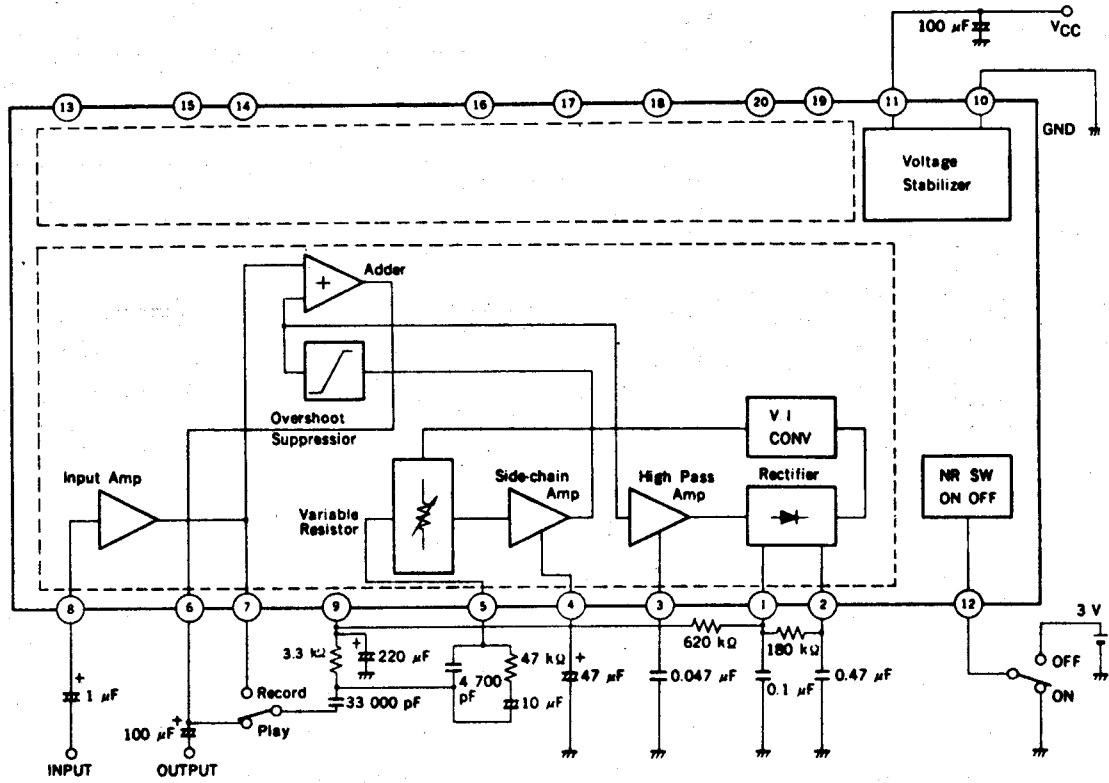 100 µF
VCC
13
15
14
16
17
18
20
19
11
10
GND
Voltage
Stabilizer
Adder
+
Overshoot
Suppressior
V I
CONV
Input Amp
Variable
Resistor
Side-chain
Amp
High Pass
Amp
Rectifier
NR SW
ON OFF
8
6
7
9
5
4
3
1
2
12
3 V
620 kΩ
180 kΩ
OFF
ON
+
3.3 kΩ
220 µF
4 700
pF
47 kΩ
10 µF
+
47 µF
0.047 µF
0.1 µF
0.47 µF
+
1 µF
Record
33 000 pF
Play
+
100 µF
INPUT
OUTPUT